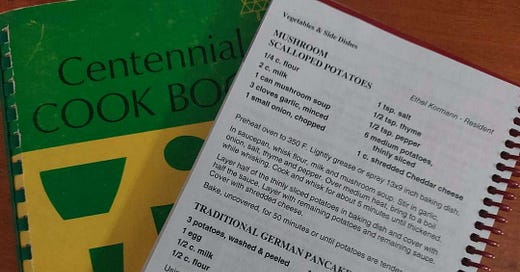 Centennial
COOK BOO
Vegetables & Side Dishes
MUSHROOM
SCALLOPED POTATOES
Ethel Kormann - Resident
1/4 c. flour
2 c. milk
1 can mushroom soup
3 cloves garlic, minced
1 small onion, chopped
1 tsp. salt
1/2 tsp. thyme
1/2 tsp. pepper
6 medium potatoes,
thinly sliced
1 c. shredded Cheddar cheese
Preheat oven to 350 F. Lightly grease or spray 13x9 inch baking dish.
In saucepan, whisk flour, milk and mushroom soup. Stir in garlic,
onion, salt, thyme and pepper. Over medium heat, bring to a boil
while whisking. Cook and whisk for about 5 minutes until thickened.
Layer half of the thinly sliced potatoes in baking dish and cover with
half the sauce. Layer with remaining potatoes and remaining sauce.
Cover with shredded cheese.
Bake, uncovered, for 50 minutes or until potatoes are tender.
TRADITIONAL GERMAN PANCAKE
3 potatoes, washed & peeled
1 egg
1/2 c. milk
1/2 c. flour